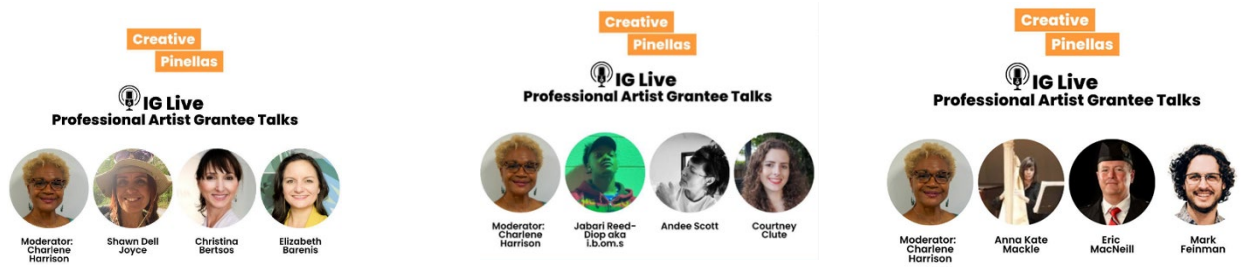 Creative
Pinellas
IG Live
Professional Artist Grantee Talks
Moderator:
Charlene
Harrison
Shawn Dell
Joyce
Christina
Bertsos
Elizabeth
Barenis
Creative
Pinellas
IG Live
Professional Artist Grantee Talks
Moderator:
Charlene
Harrison
Jabari Reed-
Diop aka
i.b.om.s
Andee Scott
Courtney
Clute
Creative
Pinellas
IG Live
Professional Artist Grantee Talks
Moderator:
Charlene
Harrison
Anna Kate
Mackle
Eric
MacNeill
Mark
Feinman